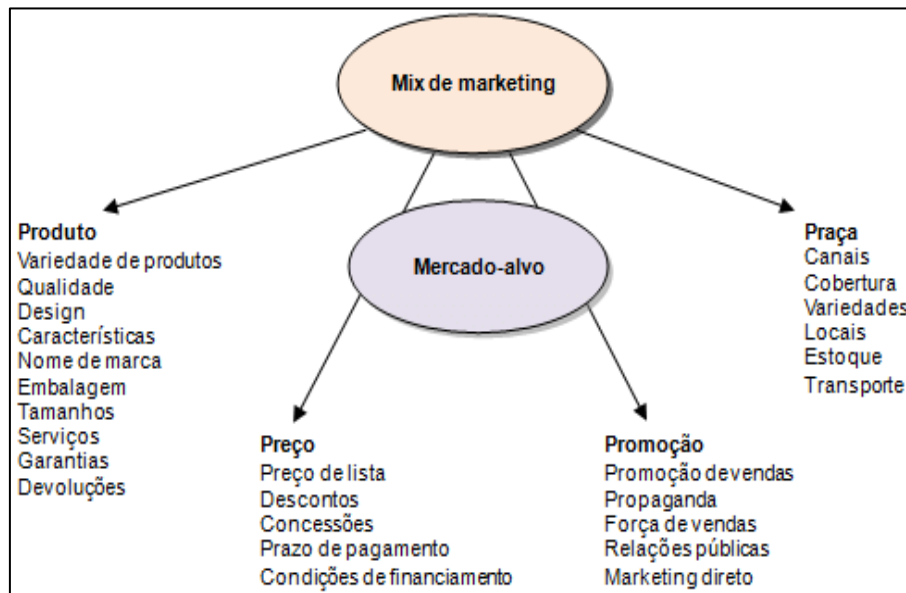 Mix de marketing
Mercado-alvo
Produto
Variedade de produtos
Qualidade
Design
Características
Nome de marca
Embalagem
Tamanhos
Serviços
Garantias
Devoluções
Preço
Preço de lista
Descontos
Concessões
Prazo de pagamento
Condições de financiamento
Promoção
Promoção de vendas
Propaganda
Força de vendas
Relações públicas
Marketing direto
Praça
Canais
Cobertura
Variedades
Locais
Estoque
Transporte